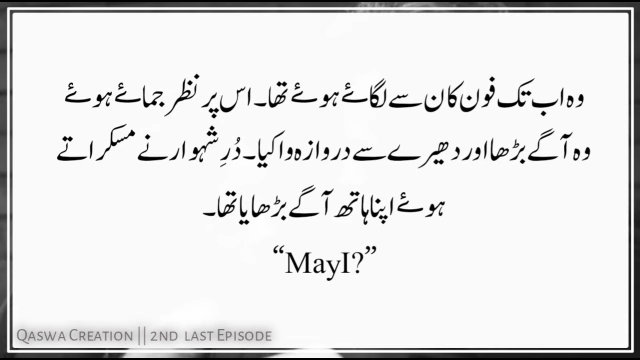 وہ اب تک فون کان سے لگائے ہوئے تھا۔ اس پر نظر جمائے ہوئے
وہ آگے بڑھا اور دھیرے سے دروازہ وا کیا۔ دُرِ شہوار نے مسکراتے
ہوئے اپنا ہاتھ آگے بڑھایا تھا۔
“MayI?”
Qaswa Creation || 2nd last Episode